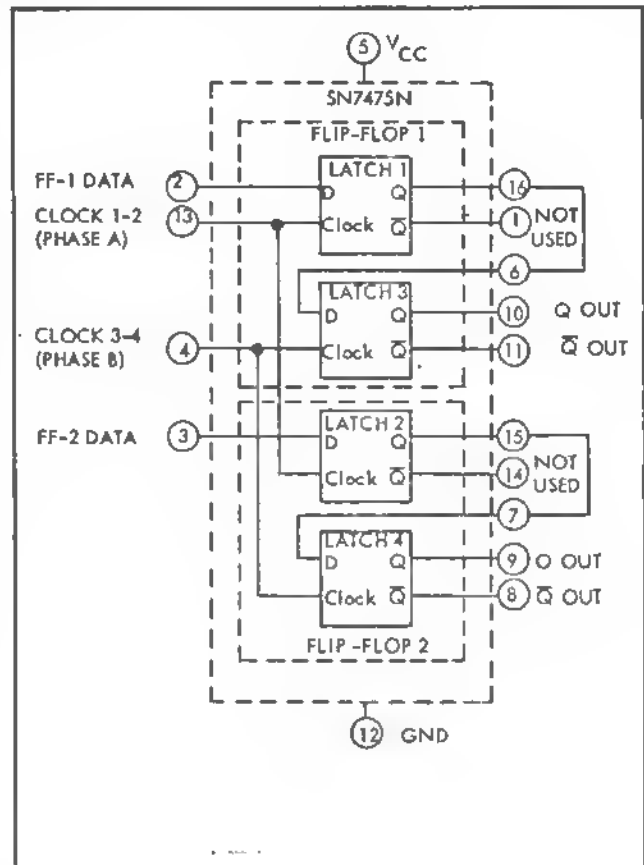 5 VCC
SN7475N
FLIP-FLOP 1
LATCH 1
FF-1 DATA 2 D Q 16
CLOCK 1-2 13 Clock Q̅ 1 NOT
(PHASE A) USED
6
LATCH 3
D Q 10 Q OUT
CLOCK 3-4
(PHASE B) 4 Clock Q̅ 11 Q̅ OUT
LATCH 2
FF-2 DATA 3 D Q 15
Clock Q̅ 14 NOT
USED
7
LATCH 4
D Q 9 O OUT
Clock Q̅ 8 Q̅ OUT
FLIP-FLOP 2
12 GND